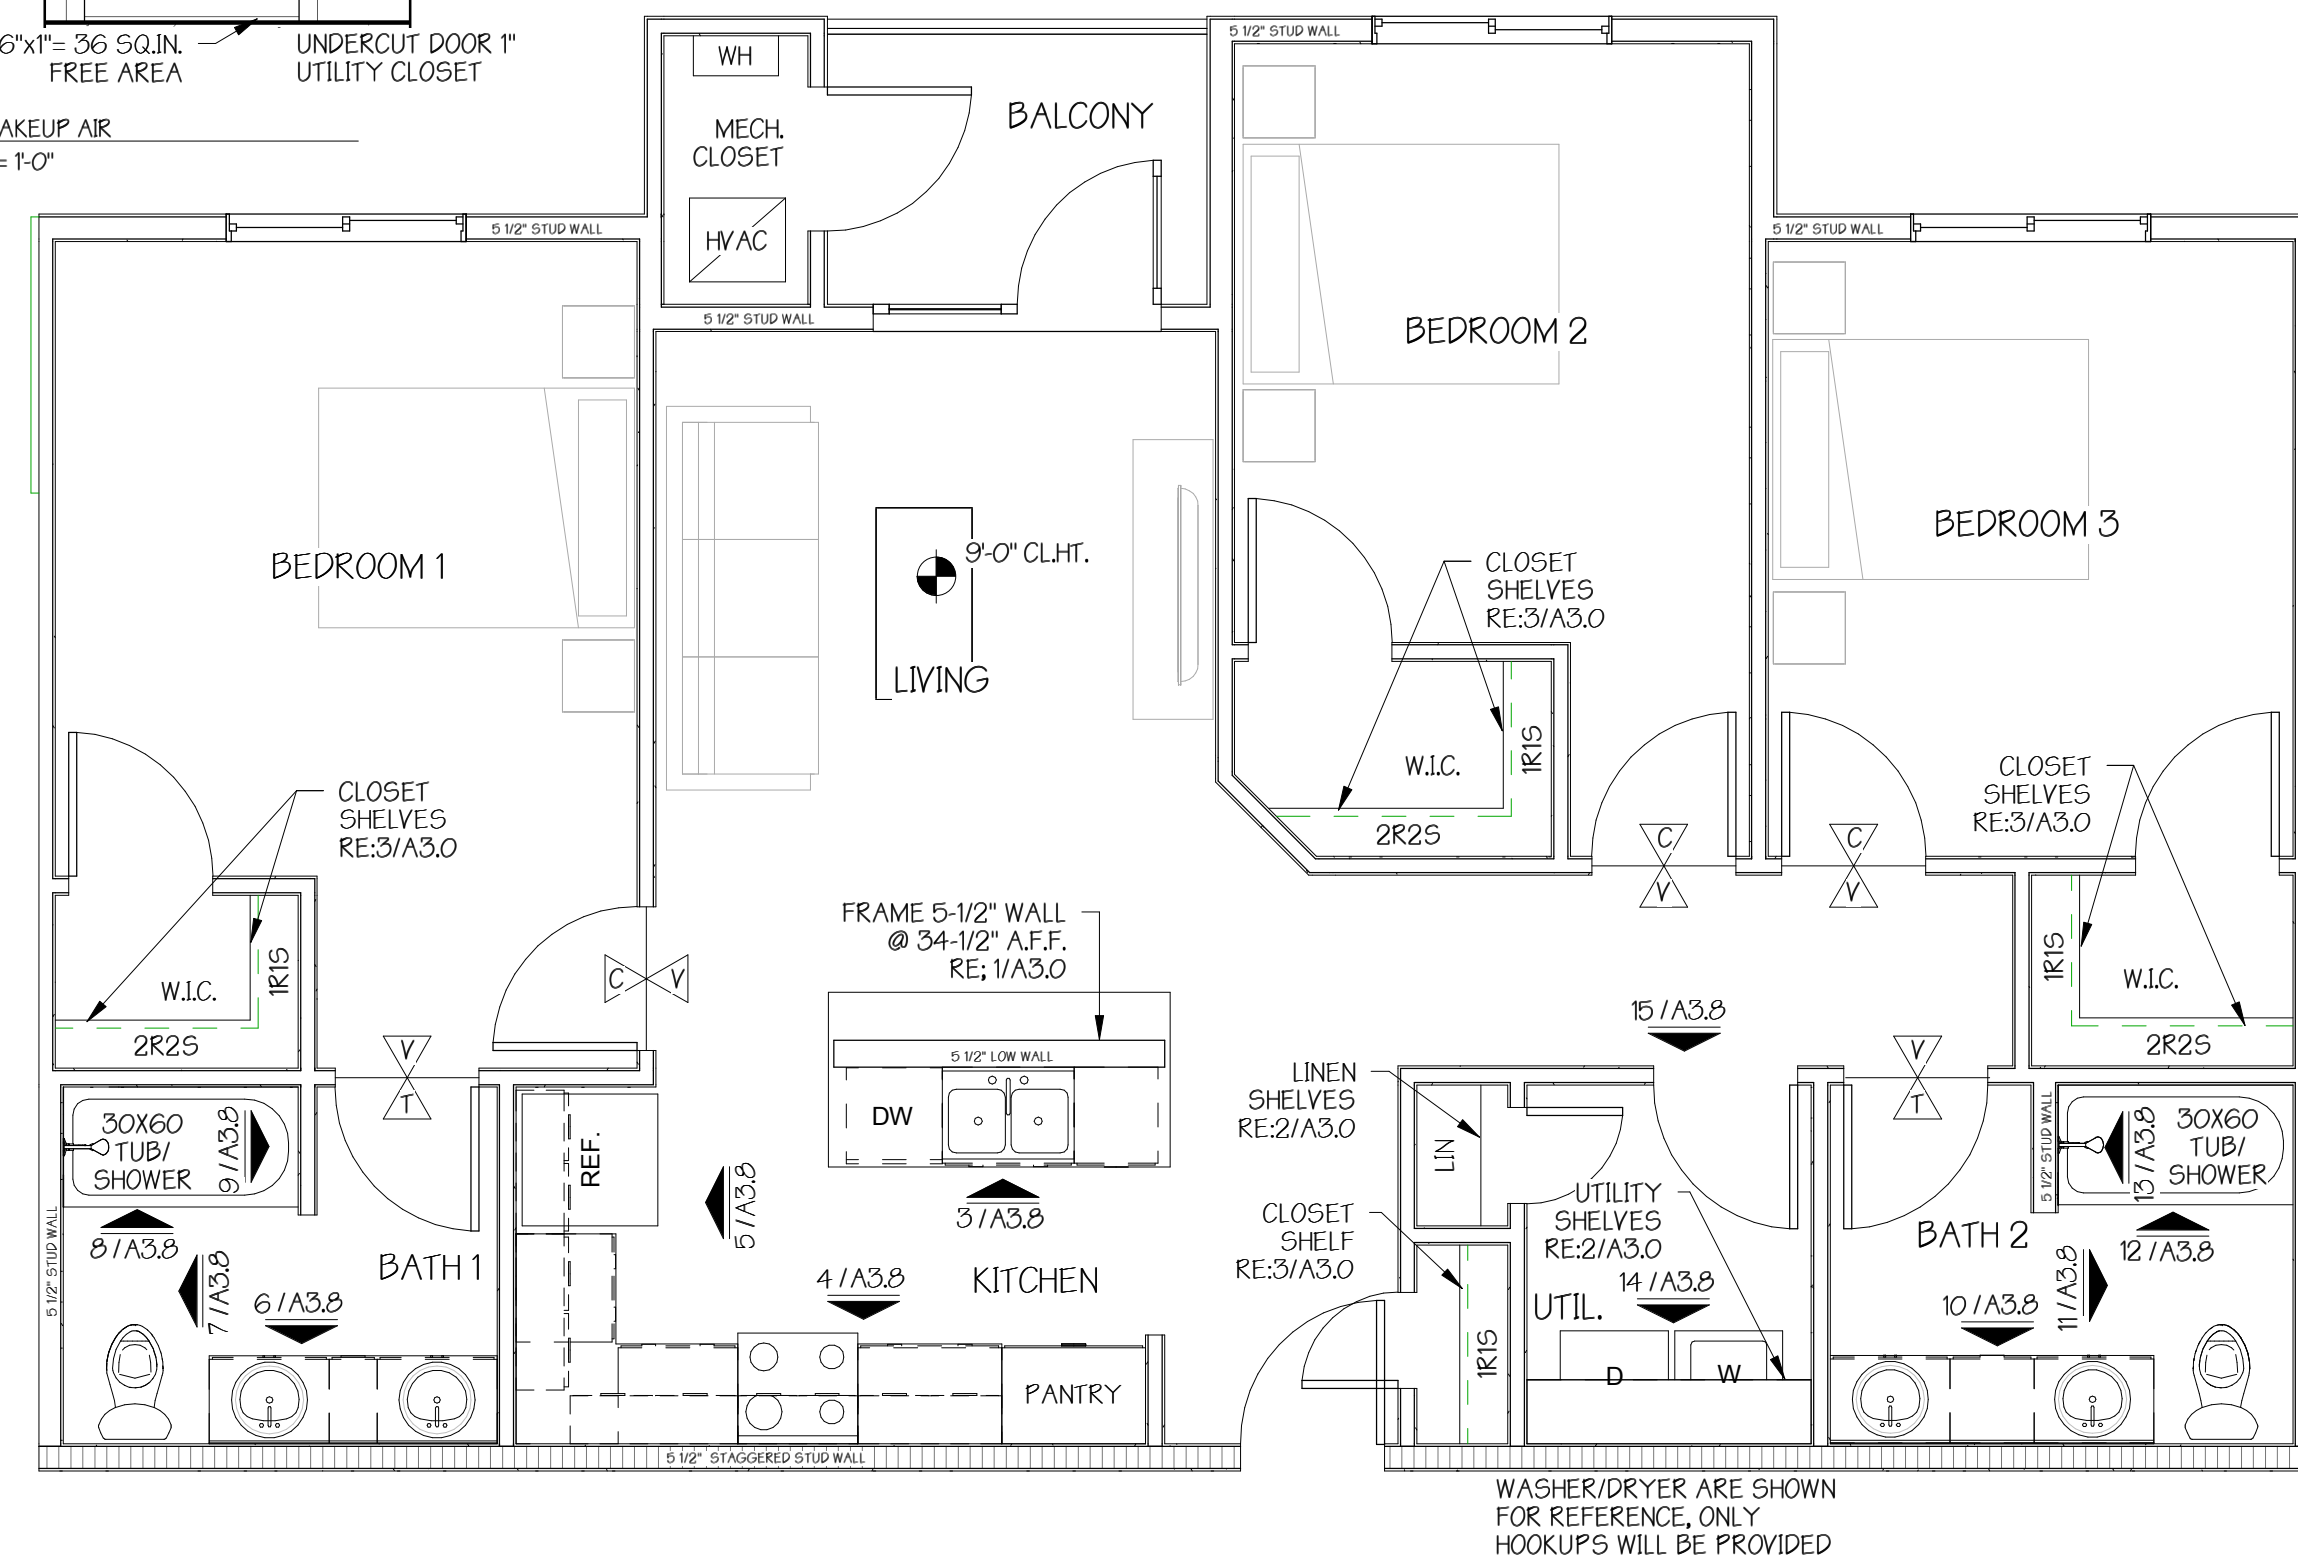 6"x1"= 36 SQ.IN.
FREE AREA
UNDERCUT DOOR 1"
UTILITY CLOSET
AKEUP AIR
= 1'-0"
WH
MECH.
CLOSET
HVAC
BALCONY
5 1/2" STUD WALL
5 1/2" STUD WALL
5 1/2" STUD WALL
5 1/2" STUD WALL
BEDROOM 1
BEDROOM 2
BEDROOM 3
9'-0" CL.HT.
LIVING
CLOSET
SHELVES
RE:3/A3.0
W.I.C.
1R1S
2R2S
CLOSET
SHELVES
RE:3/A3.0
W.I.C.
1R1S
2R2S
CLOSET
SHELVES
RE:3/A3.0
W.I.C.
1R1S
2R2S
C
V
C
V
C V
V
T
V
T
FRAME 5-1/2" WALL
@ 34-1/2" A.F.F.
RE; 1/A3.0
5 1/2" LOW WALL
DW
REF.
5 / A3.8
3 / A3.8
4 / A3.8
KITCHEN
PANTRY
5 1/2" STAGGERED STUD WALL
30X60
TUB/
SHOWER
9 / A3.8
8 / A3.8
7 / A3.8
6 / A3.8
BATH 1
5 1/2" STUD WALL
15 / A3.8
LINEN
SHELVES
RE:2/A3.0
LIN
CLOSET
SHELF
RE:3/A3.0
1R1S
UTILITY
SHELVES
RE:2/A3.0
14 / A3.8
UTIL.
D
W
5 1/2" STUD WALL
13 / A3.8
30X60
TUB/
SHOWER
BATH 2
12 / A3.8
11 / A3.8
10 / A3.8
WASHER/DRYER ARE SHOWN
FOR REFERENCE, ONLY
HOOKUPS WILL BE PROVIDED